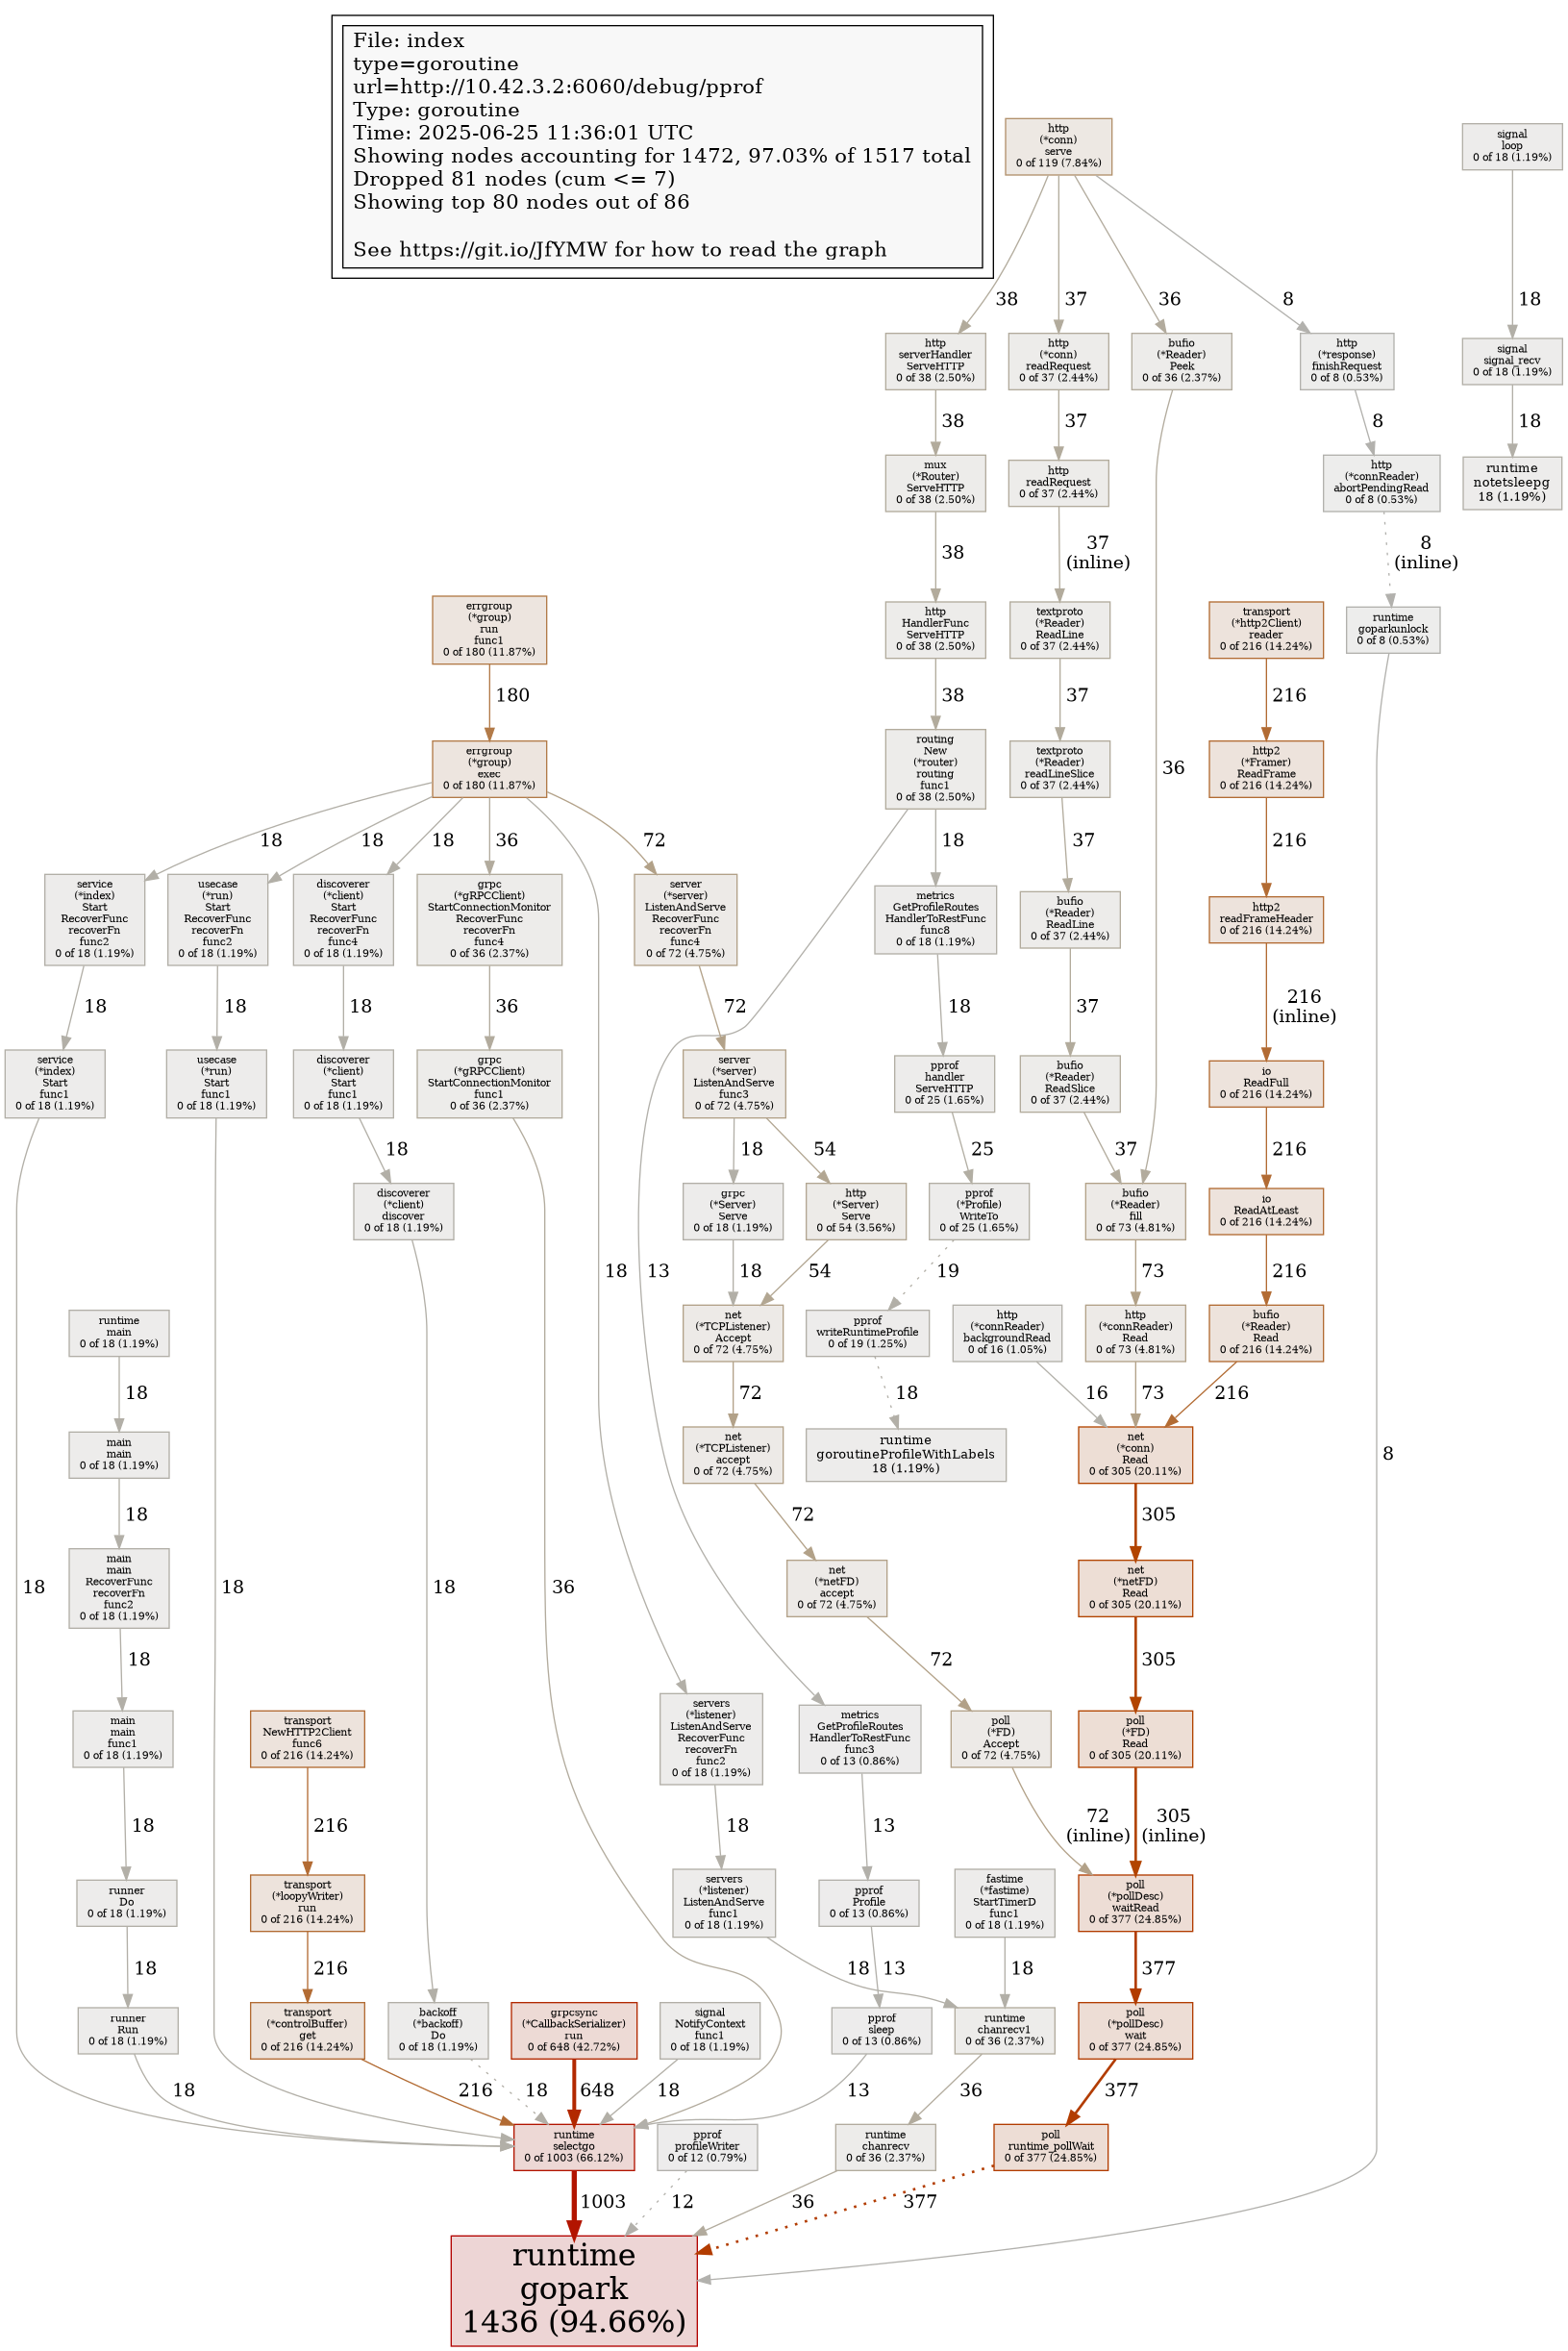 File: index
type=goroutine
url=http://10.42.3.2:6060/debug/pprof
Type: goroutine
Time: 2025-06-25 11:36:01 UTC
Showing nodes accounting for 1472, 97.03% of 1517 total
Dropped 81 nodes (cum <= 7)
Showing top 80 nodes out of 86
See https://git.io/JfYMW for how to read the graph
http
(*conn)
serve
0 of 119 (7.84%)
signal
loop
0 of 18 (1.19%)
38
37
36
8
18
http
serverHandler
ServeHTTP
0 of 38 (2.50%)
http
(*conn)
readRequest
0 of 37 (2.44%)
bufio
(*Reader)
Peek
0 of 36 (2.37%)
http
(*response)
finishRequest
0 of 8 (0.53%)
signal
signal_recv
0 of 18 (1.19%)
38
37
8
18
mux
(*Router)
ServeHTTP
0 of 38 (2.50%)
http
readRequest
0 of 37 (2.44%)
http
(*connReader)
abortPendingRead
0 of 8 (0.53%)
runtime
notetsleepg
18 (1.19%)
38
37
(inline)
8
(inline)
errgroup
(*group)
run
func1
0 of 180 (11.87%)
http
HandlerFunc
ServeHTTP
0 of 38 (2.50%)
textproto
(*Reader)
ReadLine
0 of 37 (2.44%)
transport
(*http2Client)
reader
0 of 216 (14.24%)
runtime
goparkunlock
0 of 8 (0.53%)
180
38
37
216
errgroup
(*group)
exec
0 of 180 (11.87%)
routing
New
(*router)
routing
func1
0 of 38 (2.50%)
textproto
(*Reader)
readLineSlice
0 of 37 (2.44%)
36
http2
(*Framer)
ReadFrame
0 of 216 (14.24%)
18
18
18
36
72
18
37
216
service
(*index)
Start
RecoverFunc
recoverFn
func2
0 of 18 (1.19%)
usecase
(*run)
Start
RecoverFunc
recoverFn
func2
0 of 18 (1.19%)
discoverer
(*client)
Start
RecoverFunc
recoverFn
func4
0 of 18 (1.19%)
grpc
(*gRPCClient)
StartConnectionMonitor
RecoverFunc
recoverFn
func4
0 of 36 (2.37%)
server
(*server)
ListenAndServe
RecoverFunc
recoverFn
func4
0 of 72 (4.75%)
metrics
GetProfileRoutes
HandlerToRestFunc
func8
0 of 18 (1.19%)
bufio
(*Reader)
ReadLine
0 of 37 (2.44%)
http2
readFrameHeader
0 of 216 (14.24%)
18
18
18
36
72
18
37
216
(inline)
service
(*index)
Start
func1
0 of 18 (1.19%)
usecase
(*run)
Start
func1
0 of 18 (1.19%)
discoverer
(*client)
Start
func1
0 of 18 (1.19%)
grpc
(*gRPCClient)
StartConnectionMonitor
func1
0 of 36 (2.37%)
server
(*server)
ListenAndServe
func3
0 of 72 (4.75%)
pprof
handler
ServeHTTP
0 of 25 (1.65%)
bufio
(*Reader)
ReadSlice
0 of 37 (2.44%)
io
ReadFull
0 of 216 (14.24%)
18
18
54
25
37
216
discoverer
(*client)
discover
0 of 18 (1.19%)
grpc
(*Server)
Serve
0 of 18 (1.19%)
http
(*Server)
Serve
0 of 54 (3.56%)
pprof
(*Profile)
WriteTo
0 of 25 (1.65%)
bufio
(*Reader)
fill
0 of 73 (4.81%)
io
ReadAtLeast
0 of 216 (14.24%)
18
13
18
54
19
73
216
runtime
main
0 of 18 (1.19%)
net
(*TCPListener)
Accept
0 of 72 (4.75%)
pprof
writeRuntimeProfile
0 of 19 (1.25%)
http
(*connReader)
backgroundRead
0 of 16 (1.05%)
http
(*connReader)
Read
0 of 73 (4.81%)
bufio
(*Reader)
Read
0 of 216 (14.24%)
18
72
18
16
73
216
main
main
0 of 18 (1.19%)
net
(*TCPListener)
accept
0 of 72 (4.75%)
runtime
goroutineProfileWithLabels
18 (1.19%)
net
(*conn)
Read
0 of 305 (20.11%)
8
18
72
305
main
main
RecoverFunc
recoverFn
func2
0 of 18 (1.19%)
net
(*netFD)
accept
0 of 72 (4.75%)
net
(*netFD)
Read
0 of 305 (20.11%)
18
18
18
36
18
72
305
main
main
func1
0 of 18 (1.19%)
transport
NewHTTP2Client
func6
0 of 216 (14.24%)
servers
(*listener)
ListenAndServe
RecoverFunc
recoverFn
func2
0 of 18 (1.19%)
metrics
GetProfileRoutes
HandlerToRestFunc
func3
0 of 13 (0.86%)
poll
(*FD)
Accept
0 of 72 (4.75%)
poll
(*FD)
Read
0 of 305 (20.11%)
18
216
18
13
72
(inline)
305
(inline)
runner
Do
0 of 18 (1.19%)
transport
(*loopyWriter)
run
0 of 216 (14.24%)
servers
(*listener)
ListenAndServe
func1
0 of 18 (1.19%)
pprof
Profile
0 of 13 (0.86%)
fastime
(*fastime)
StartTimerD
func1
0 of 18 (1.19%)
poll
(*pollDesc)
waitRead
0 of 377 (24.85%)
18
216
18
13
18
377
runner
Run
0 of 18 (1.19%)
transport
(*controlBuffer)
get
0 of 216 (14.24%)
backoff
(*backoff)
Do
0 of 18 (1.19%)
grpcsync
(*CallbackSerializer)
run
0 of 648 (42.72%)
signal
NotifyContext
func1
0 of 18 (1.19%)
pprof
sleep
0 of 13 (0.86%)
runtime
chanrecv1
0 of 36 (2.37%)
poll
(*pollDesc)
wait
0 of 377 (24.85%)
18
216
18
648
18
13
36
377
runtime
selectgo
0 of 1003 (66.12%)
pprof
profileWriter
0 of 12 (0.79%)
runtime
chanrecv
0 of 36 (2.37%)
poll
runtime_pollWait
0 of 377 (24.85%)
1003
12
36
377
runtime
gopark
1436 (94.66%)